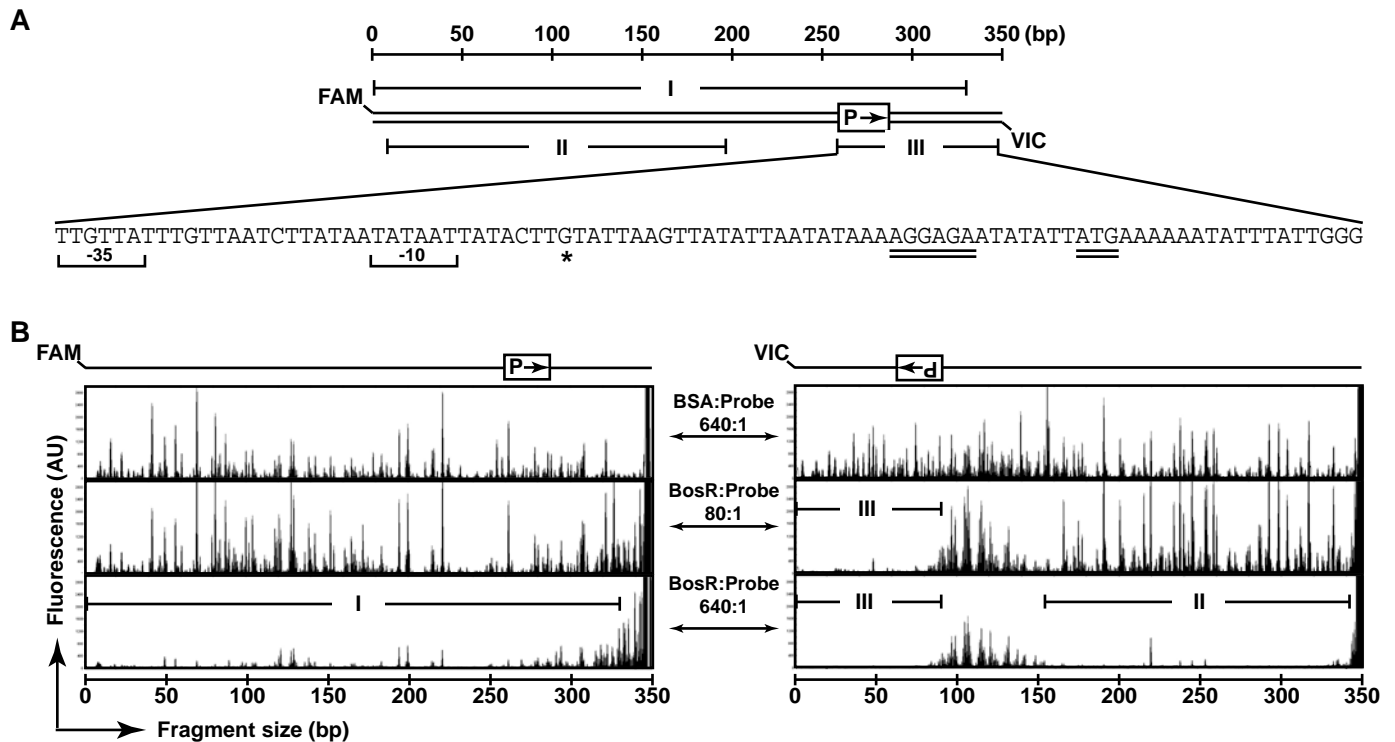 A
0 50 100 150 200 250 300 350 (bp)
I
FAM
P
VIC
II III
TTGTTATTTGTTAATCTTATAATATAATTATACTTGTATTAAGTTATATTAATATAAAAGGAGAATATATTATGAAAAAATATTTATTGGG
-35 -10 *
B
FAM P VIC P
BSA:Probe
640:1
BosR:Probe
80:1
III
BosR:Probe
640:1
I III II
Fluorescence (AU)
0 50 100 150 200 250 300 350 0 50 100 150 200 250 300 350
Fragment size (bp)